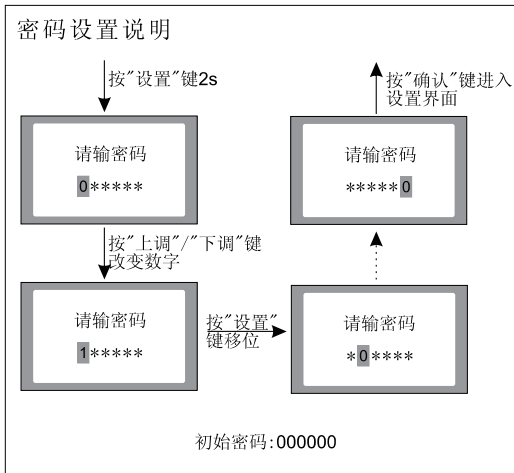 密码设置说明
按"设置"键2s
请输密码
0*****
按"上调"/"下调"键
改变数字
请输密码
1*****
按"设置"
键移位
请输密码
*0****
请输密码
*****0
按"确认"键进入
设置界面
初始密码:000000